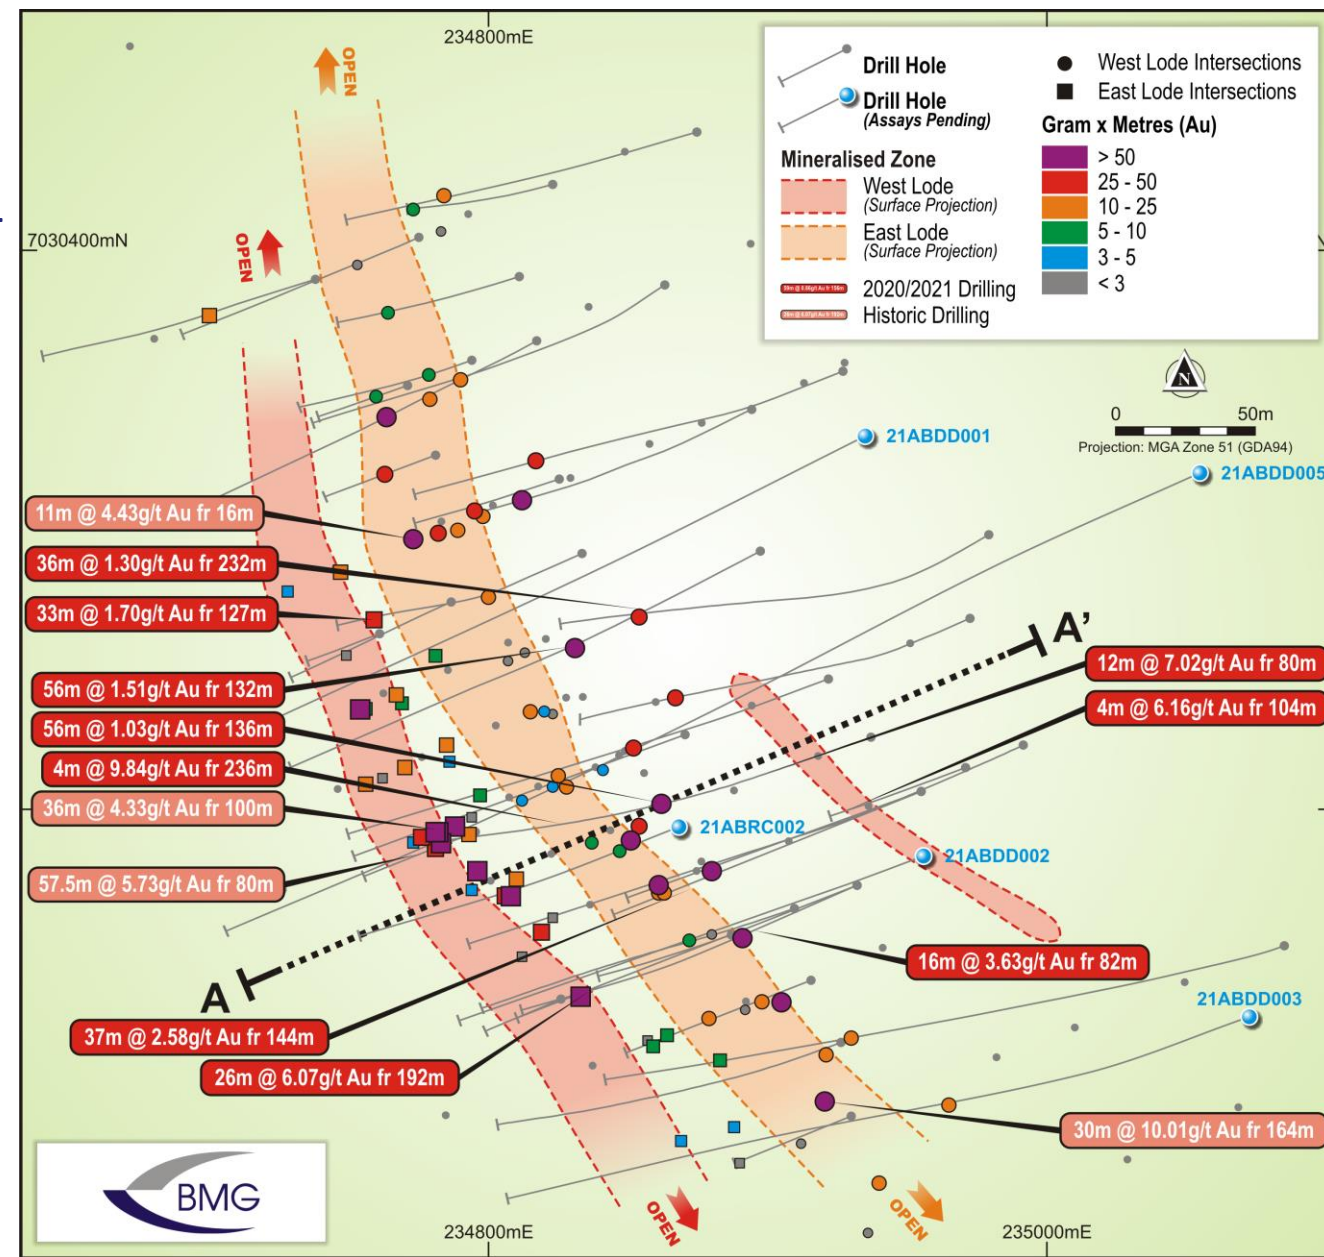 234800mE
OPEN
7030400mN
OPEN
Drill Hole
Drill Hole
(Assays Pending)
Mineralised Zone
West Lode
(Surface Projection)
East Lode
(Surface Projection)
2020/2021 Drilling
Historic Drilling
West Lode Intersections
East Lode Intersections
Gram x Metres (Au)
> 50
25 - 50
10 - 25
5 - 10
3 - 5
< 3
N
0 50m
Projection: MGA Zone 51 (GDA94)
21ABDD001
21ABDD005
11m @ 4.43g/t Au fr 16m
36m @ 1.30g/t Au fr 232m
33m @ 1.70g/t Au fr 127m
A'
12m @ 7.02g/t Au fr 80m
56m @ 1.51g/t Au fr 132m
4m @ 6.16g/t Au fr 104m
56m @ 1.03g/t Au fr 136m
4m @ 9.84g/t Au fr 236m
36m @ 4.33g/t Au fr 100m
21ABRC002
21ABDD002
57.5m @ 5.73g/t Au fr 80m
16m @ 3.63g/t Au fr 82m
A
21ABDD003
37m @ 2.58g/t Au fr 144m
26m @ 6.07g/t Au fr 192m
30m @ 10.01g/t Au fr 164m
BMG
OPEN
OPEN
234800mE
235000mE